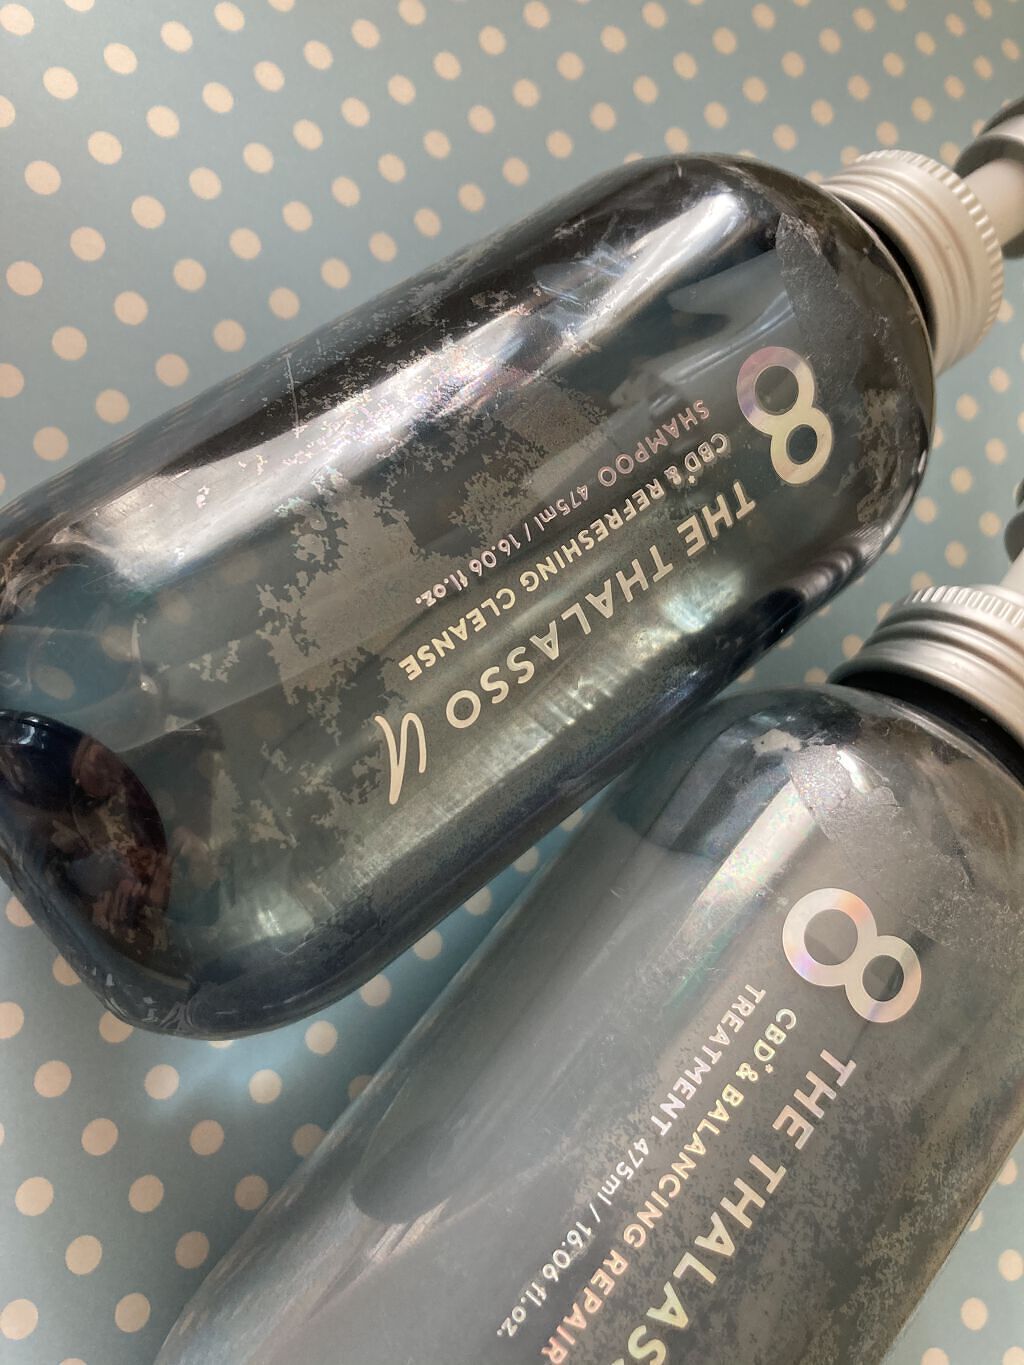 8
THE THALASSO u
CBD* & REFRESHING CLEANSE
SHAMPOO 475ml / 16.06 fl.oz.
8
THE THALASS
CBD* & BALANCING REPAIR
TREATMENT 475ml / 16.06 fl.oz.